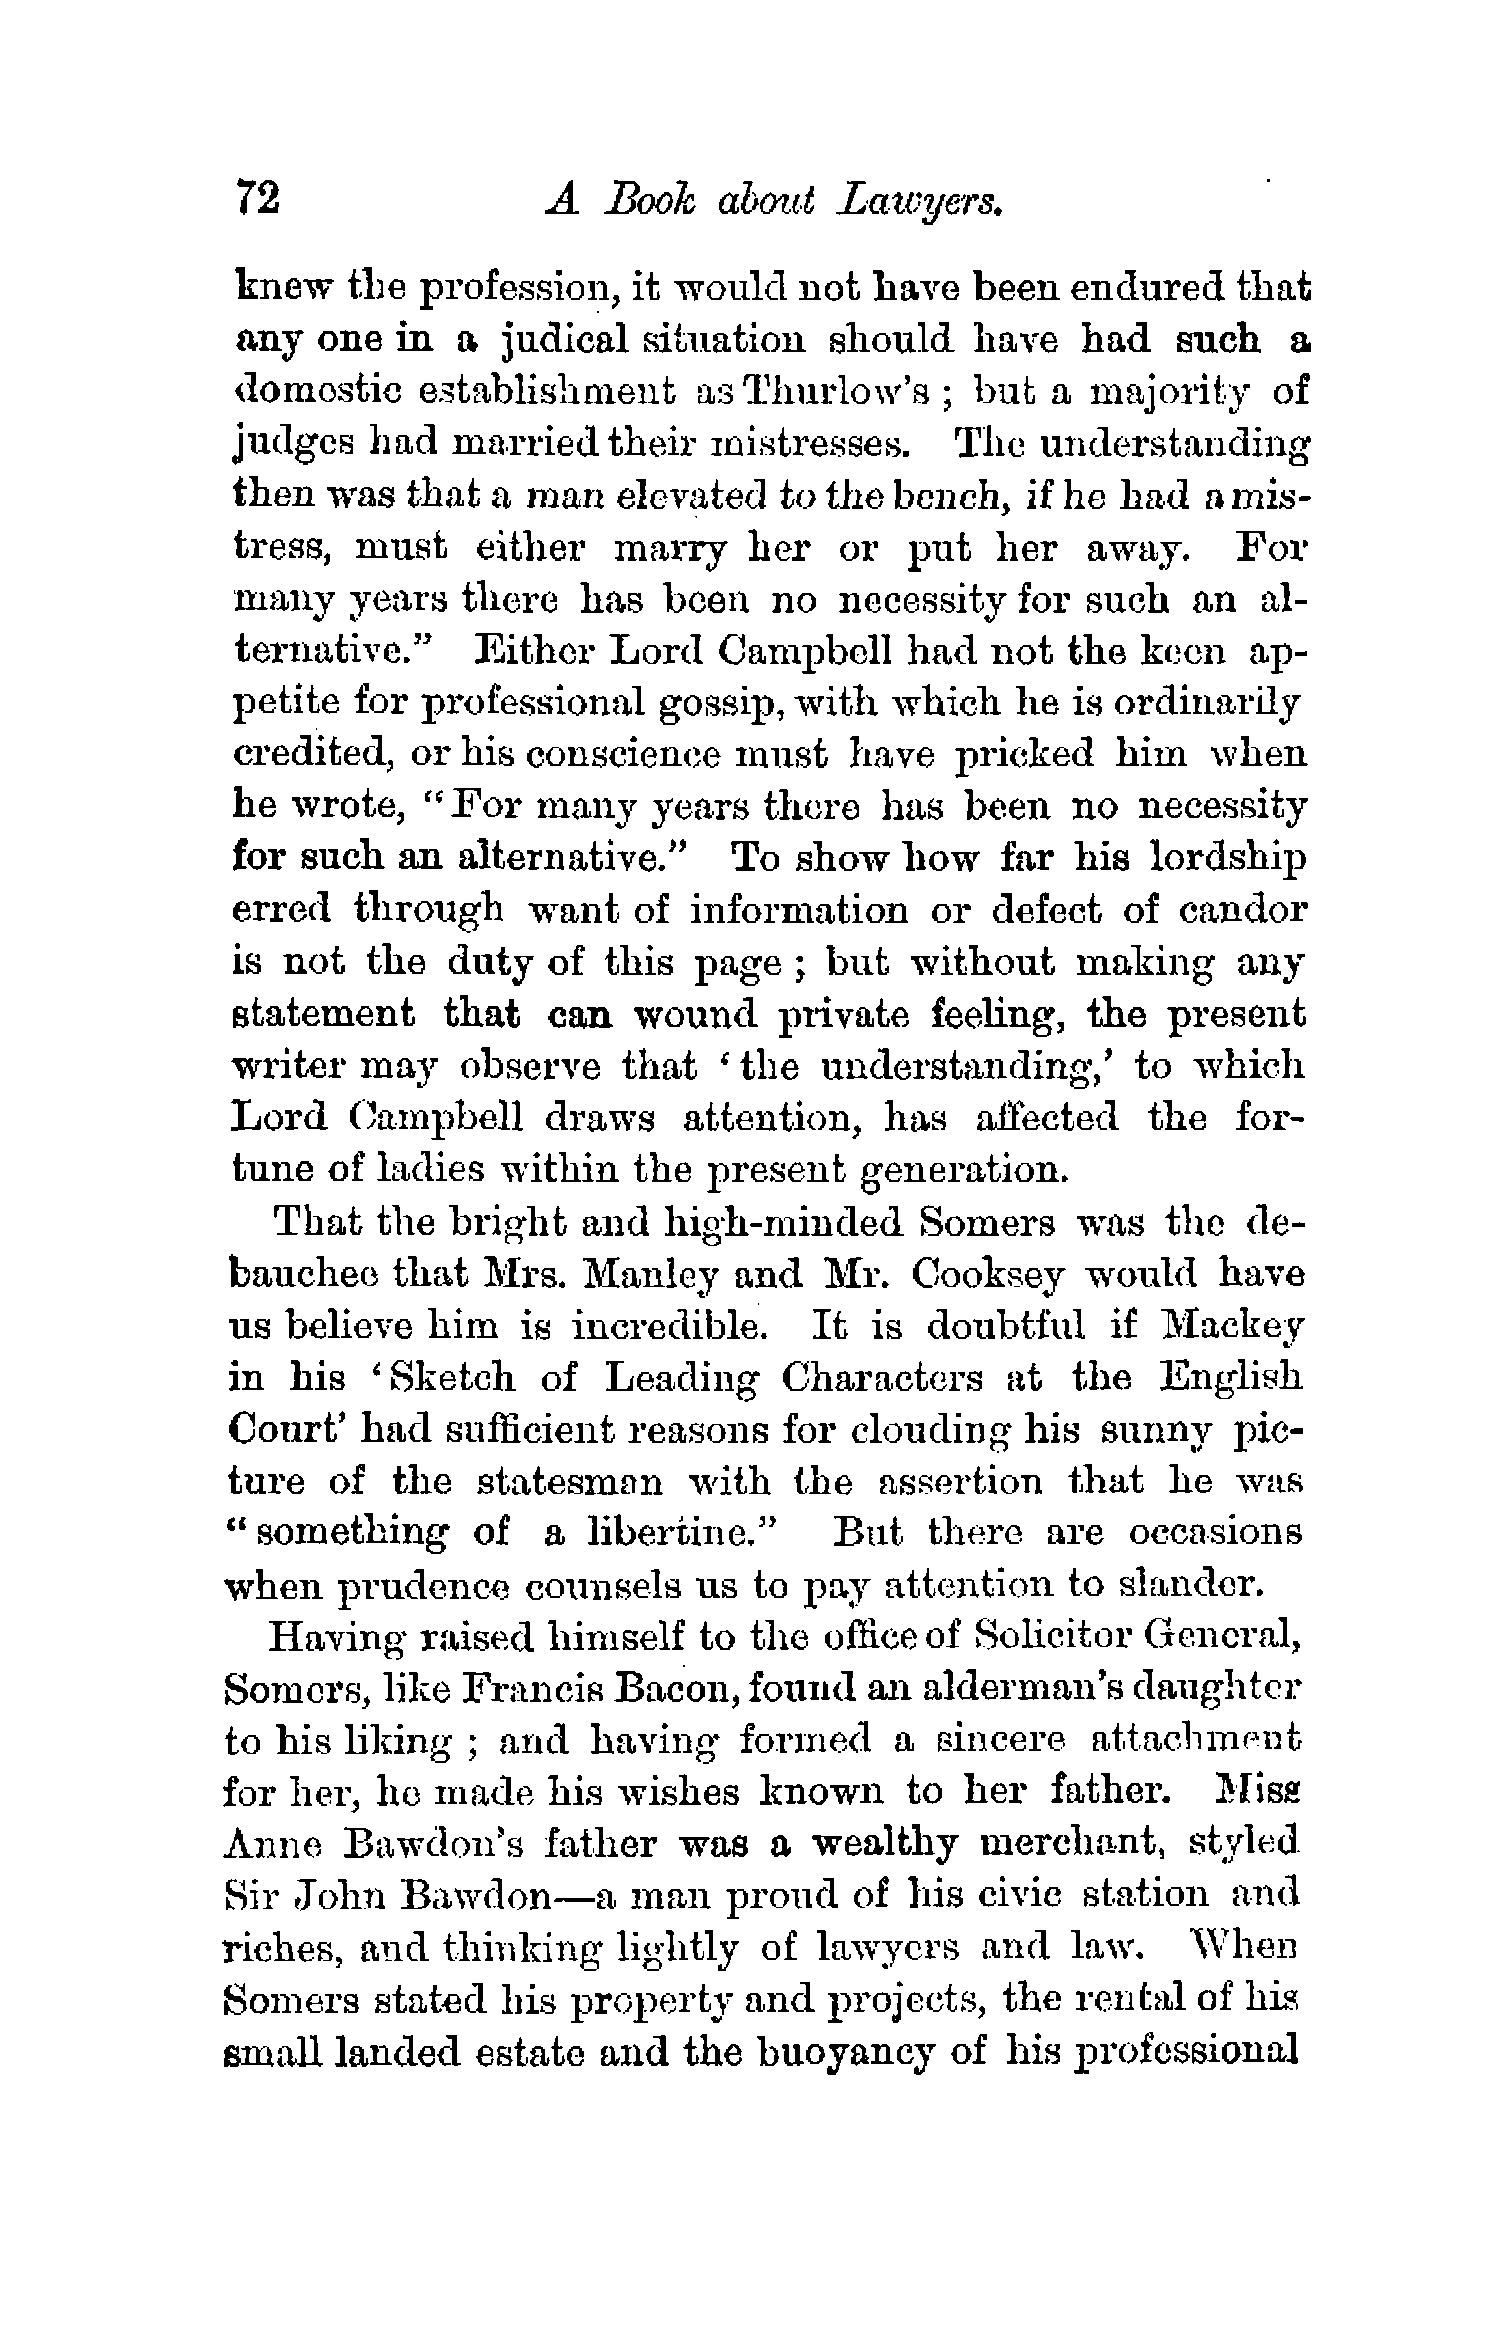 72 A Book about Lawyers.
knew the profession, it would not have been endured that
any one in a judical situation should have had such a
domestic establishment as Thurlow's ; but a majority of
judges had married their mistresses. The understanding
then was that a man elevated to the bench, if he had a mis-
tress, must either marry her or put her away. For
many years there has been no necessity for such an al-
ternative." Either Lord Campbell had not the keen ap-
petite for professional gossip, with which he is ordinarily
credited, or his conscience must have pricked him when
he wrote, "For many years there has been no necessity
for such an alternative." To show how far his lordship
erred through want of information or defect of candor
is not the duty of this page ; but without making any
statement that can wound private feeling, the present
writer may observe that 'the understanding,' to which
Lord Campbell draws attention, has affected the for-
tune of ladies within the present generation.
That the bright and high-minded Somers was the de-
bauchee that Mrs. Manley and Mr. Cooksey would have
us believe him is incredible. It is doubtful if Mackey
in his 'Sketch of Leading Characters at the English
Court' had sufficient reasons for clouding his sunny pic-
ture of the statesman with the assertion that he was
"something of a libertine." But there are occasions
when prudence counsels us to pay attention to slander.
Having raised himself to the office of Solicitor General,
Somers, like Francis Bacon, found an alderman's daughter
to his liking ; and having formed a sincere attachment
for her, he made his wishes known to her father. Miss
Anne Bawdon's father was a wealthy merchant, styled
Sir John Bawdon—a man proud of his civic station and
riches, and thinking lightly of lawyers and law. When
Somers stated his property and projects, the rental of his
small landed estate and the buoyancy of his professional